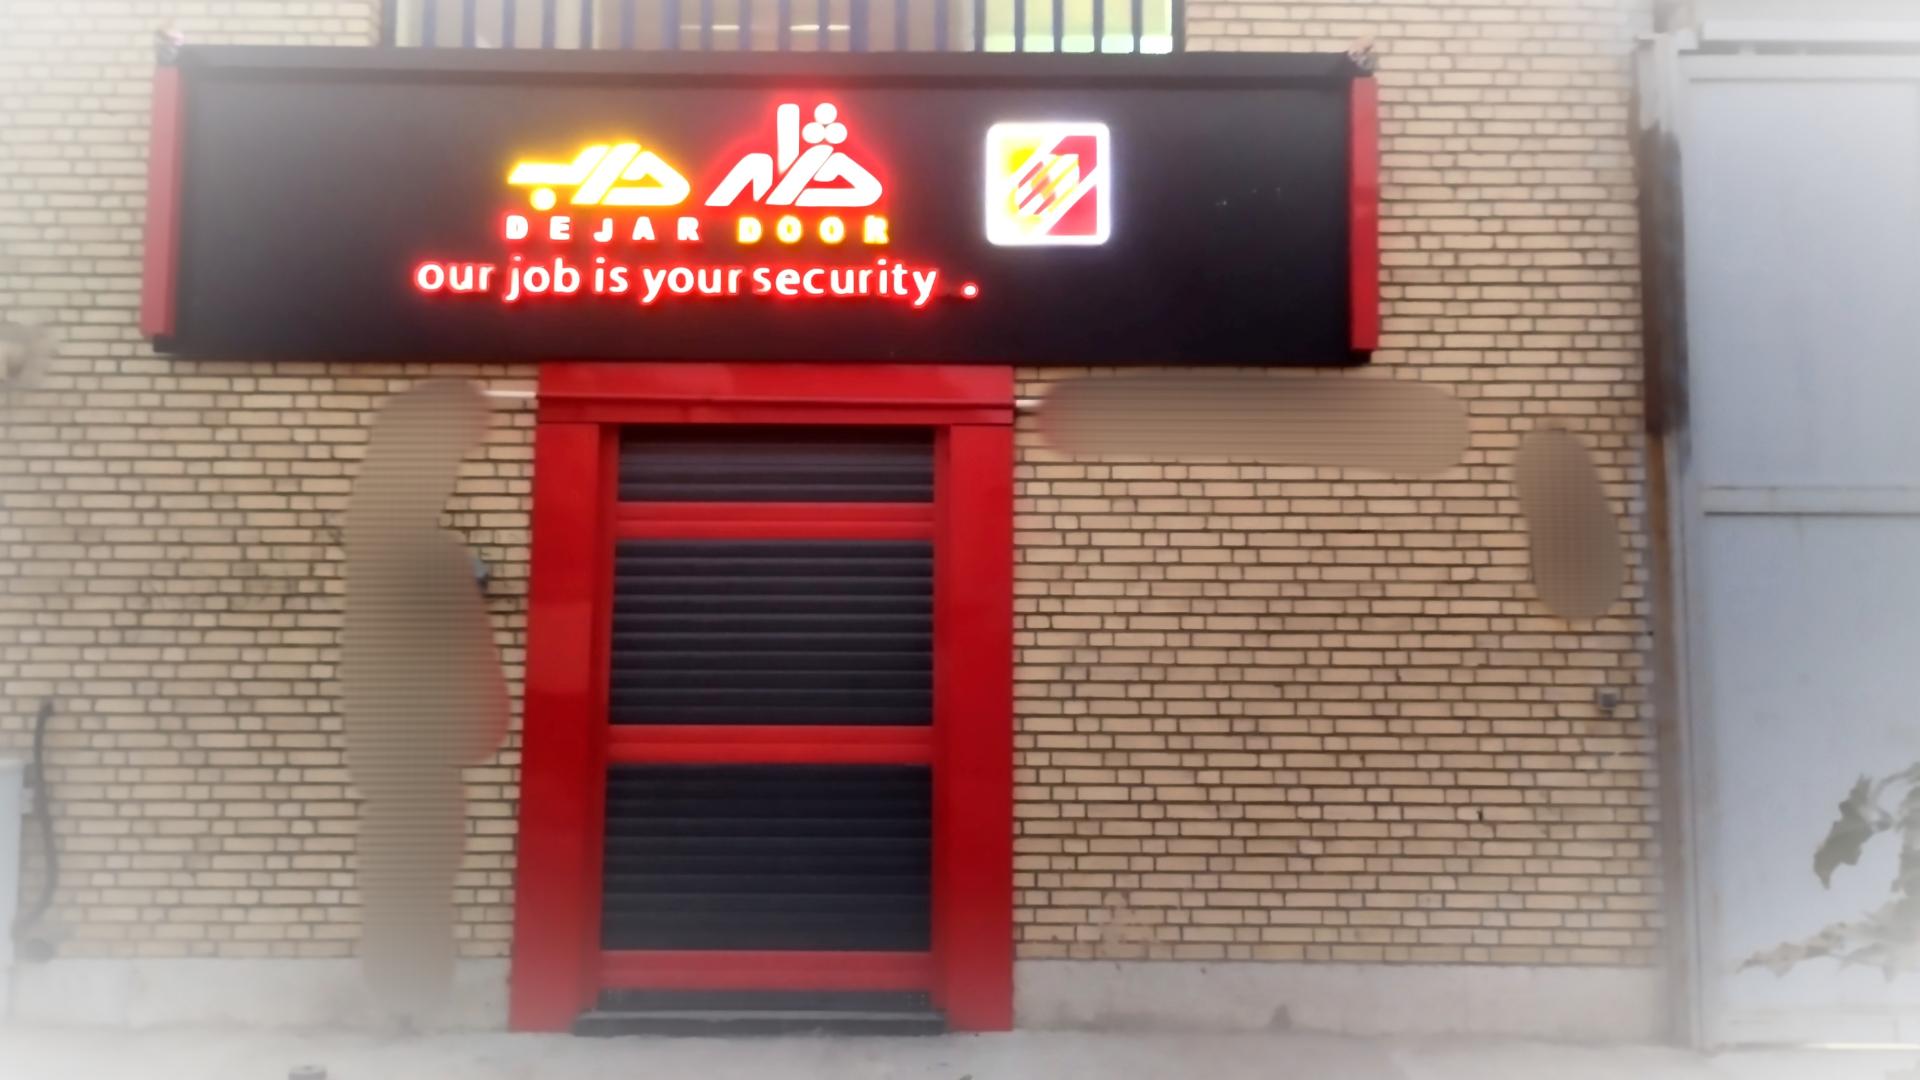 دژار درب
DEJAR DOOR
our job is your security .